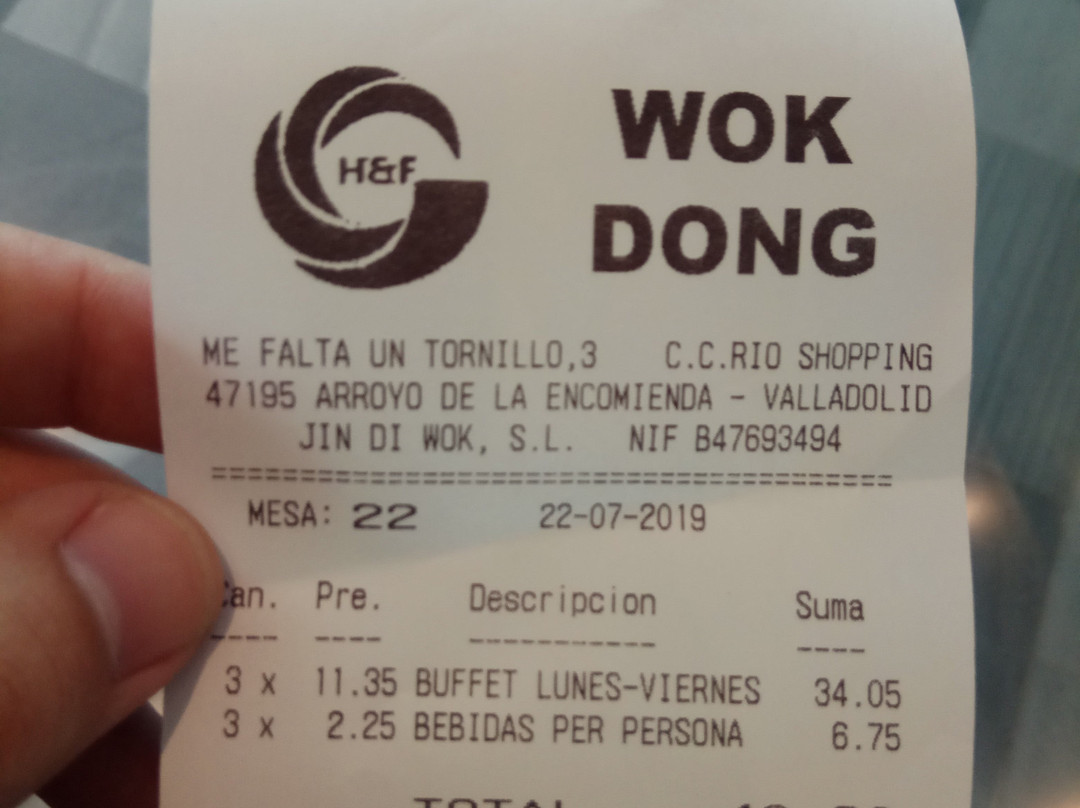 H&F
WOK
DONG
ME FALTA UN TORNILLO,3 C.C.RIO SHOPPING
47195 ARROYO DE LA ENCOMIENDA - VALLADOLID
JIN DI WOK, S.L. NIF B47693494
==========================================
MESA: 22 22-07-2019
Can. Pre. Descripcion Suma
---- ---- ----------- ----
3 x 11.35 BUFFET LUNES-VIERNES 34.05
3 x 2.25 BEBIDAS PER PERSONA 6.75
TOTAL